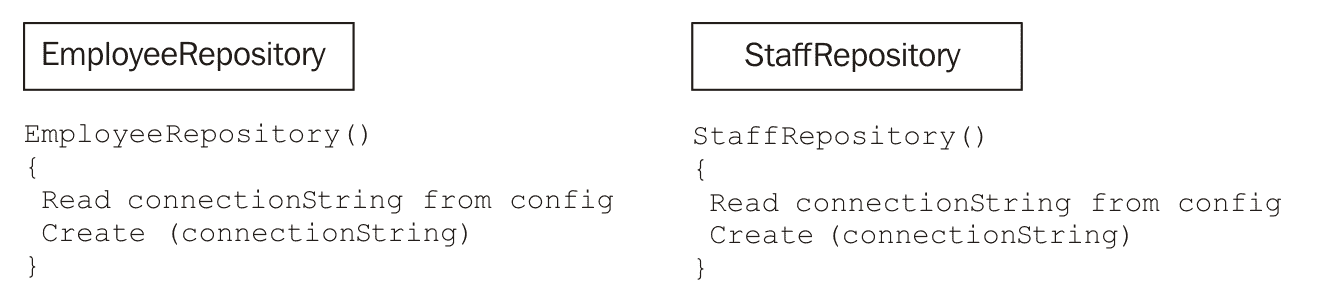 EmployeeRepository
EmployeeRepository()
{
Read connectionString from config
Create (connectionString)
}
StaffRepository
StaffRepository()
{
Read connectionString from config
Create (connectionString)
}